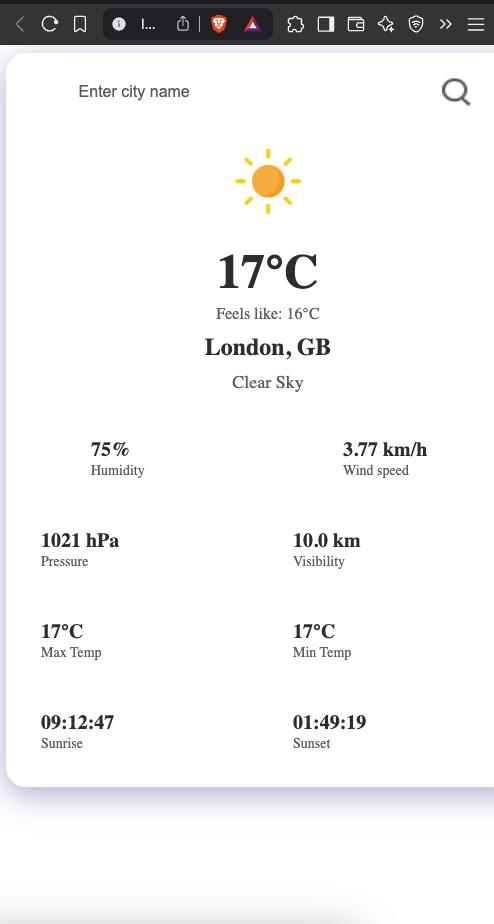 l...
Enter city name
17°C
Feels like: 16°C
London, GB
Clear Sky
75%
3.77 km/h
Humidity
Wind speed
1021 hPa
10.0 km
Pressure
Visibility
17°C
17°C
Max Temp
Min Temp
09:12:47
01:49:19
Sunrise
Sunset